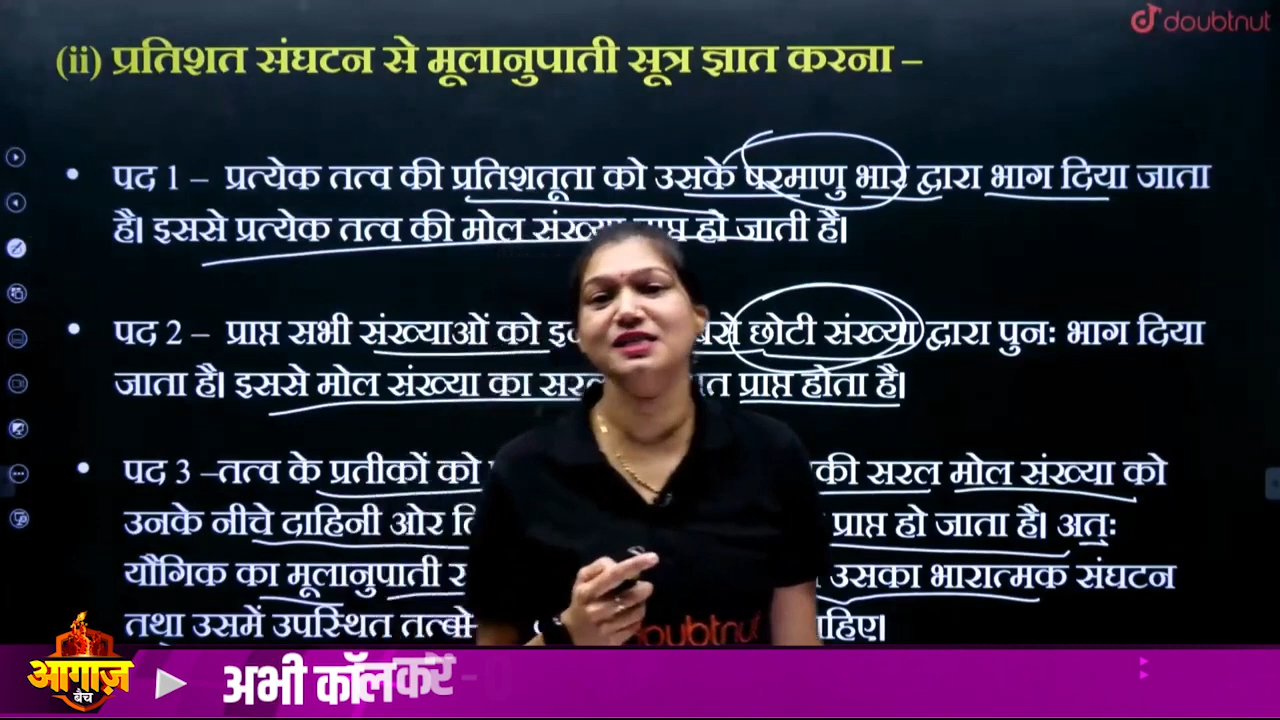 doubtnut
(ii) प्रतिशत संघटन से मूलानुपाती सूत्र ज्ञात करना –
• पद 1 – प्रत्येक तत्व की प्रतिशतता को उसके परमाणु भार द्वारा भाग दिया जाता
है। इससे प्रत्येक तत्व की मोल संख्या प्राप्त हो जाती है।
• पद 2 – प्राप्त सभी संख्याओं को छोटी संख्या द्वारा पुनः भाग दिया
जाता है। इससे मोल संख्या का प्राप्त होता है।
• पद 3 –तत्व के प्रतीकों को की सरल मोल संख्या को
उनके नीचे दाहिनी ओर प्राप्त हो जाता है। अतः
यौगिक का मूलानुपाती उसका भारात्मक संघटन
तथा उसमें उपस्थित तत्वो
doubtnut
आगाज़
बैच
अभी कॉल करें -